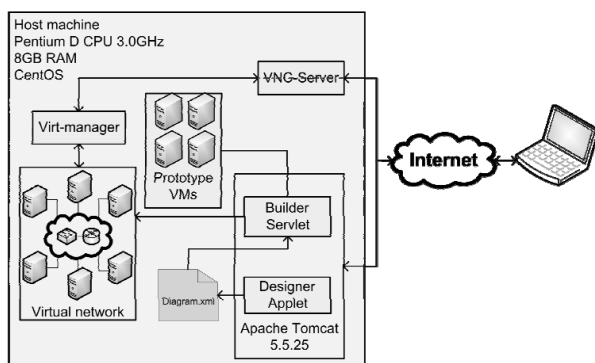 Host machine
Pentium D CPU 3.0GHz
8GB RAM
CentOS
VNG-Server
Virt-manager
Prototype
VMs
Internet
Builder
Servlet
Virtual network
Diagram.xml
Designer
Applet
Apache Tomcat
5.5.25